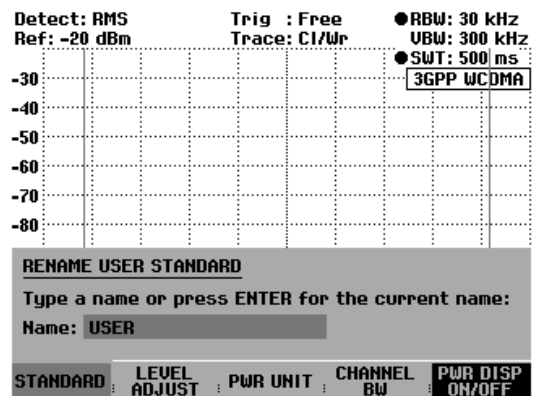 Detect: RMS Trig : Free ●RBW: 30 kHz
Ref: -20 dBm Trace: Cl/Wr VBW: 300 kHz
●SWT: 500 ms
3GPP WCDMA
-30
-40
-50
-60
-70
-80
RENAME USER STANDARD
Type a name or press ENTER for the current name:
Name: USER
STANDARD LEVEL ADJUST PWR UNIT CHANNEL BW PWR DISP ON/OFF